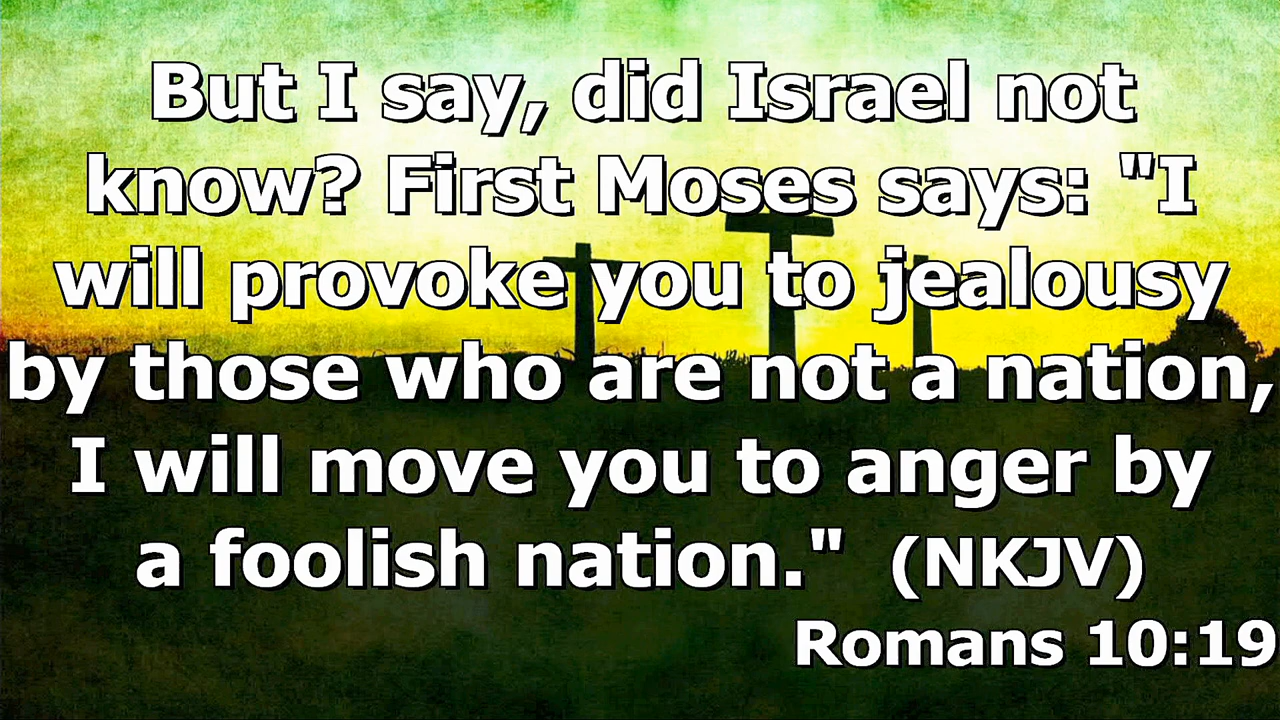 But I say, did Israel not
know? First Moses says: "I
will provoke you to jealousy
by those who are not a nation,
I will move you to anger by
a foolish nation." (NKJV)
Romans 10:19